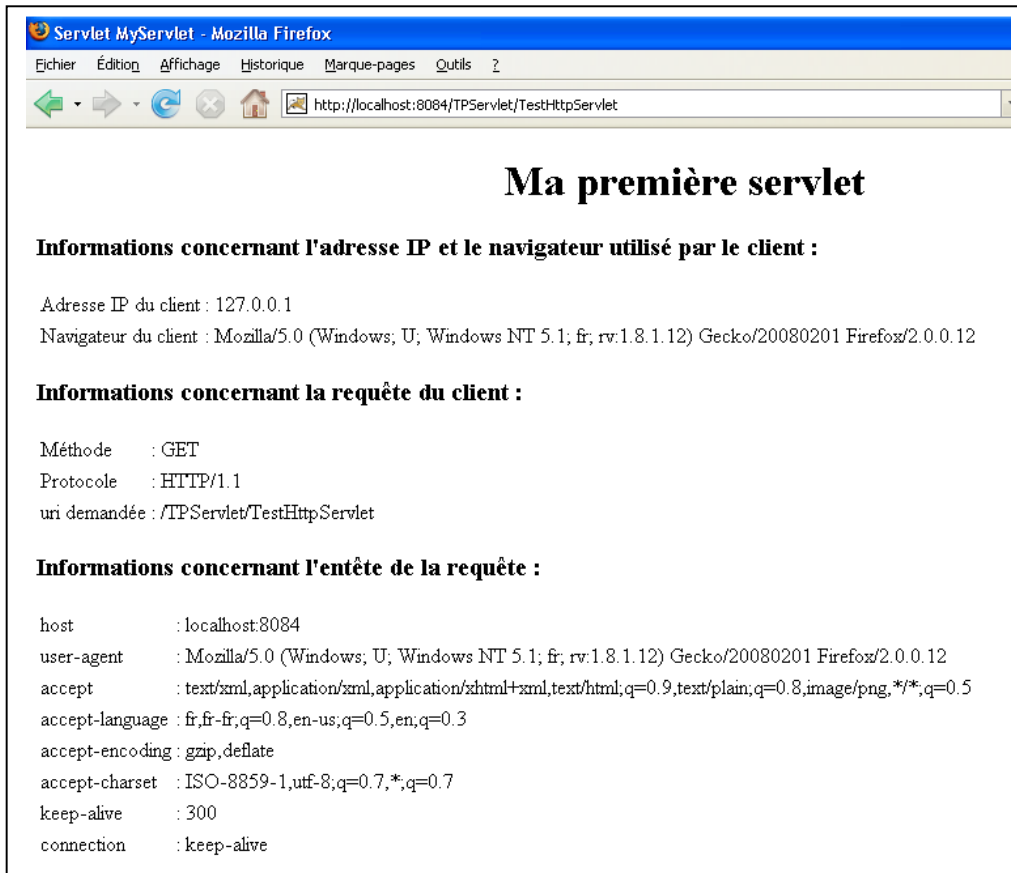 Servlet MyServlet - Mozilla Firefox
Fichier Édition Affichage Historique Marque-pages Outils ?
http://localhost:8084/TPServlet/TestHttpServlet
Ma première servlet
Informations concernant l'adresse IP et le navigateur utilisé par le client :
Adresse IP du client : 127.0.0.1
Navigateur du client : Mozilla/5.0 (Windows; U; Windows NT 5.1; fr; rv:1.8.1.12) Gecko/20080201 Firefox/2.0.0.12
Informations concernant la requête du client :
Méthode : GET
Protocole : HTTP/1.1
uri demandée : /TPServlet/TestHttpServlet
Informations concernant l'entête de la requête :
host : localhost:8084
user-agent : Mozilla/5.0 (Windows; U; Windows NT 5.1; fr; rv:1.8.1.12) Gecko/20080201 Firefox/2.0.0.12
accept : text/xml,application/xml,application/xhtml+xml,text/html;q=0.9,text/plain;q=0.8,image/png,*/*;q=0.5
accept-language : fr,fr-fr;q=0.8,en-us;q=0.5,en;q=0.3
accept-encoding : gzip,deflate
accept-charset : ISO-8859-1,utf-8;q=0.7,*;q=0.7
keep-alive : 300
connection : keep-alive